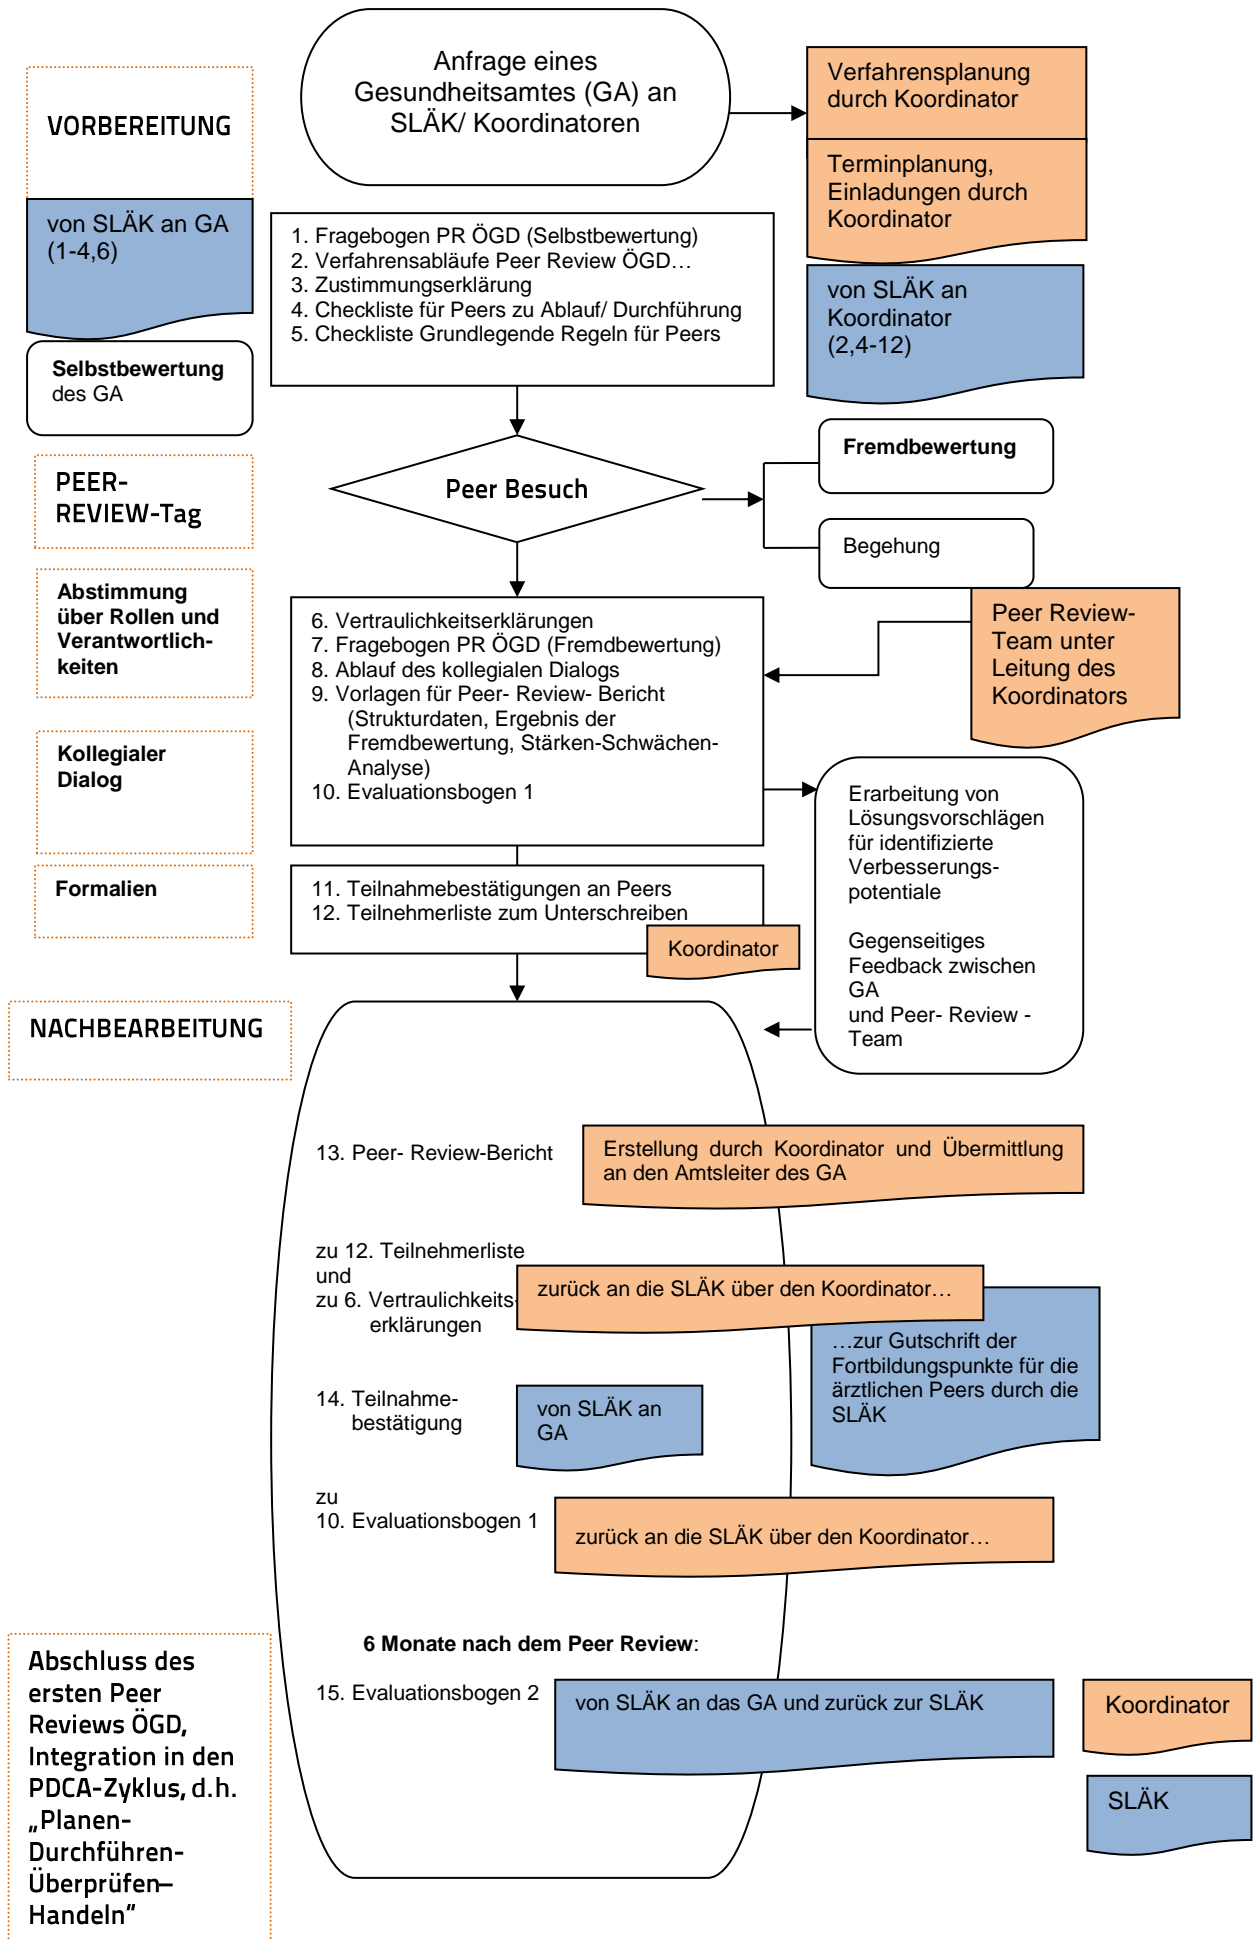 Anfrage eines
Gesundheitsamtes (GA) an
SLÄK/ Koordinatoren
Verfahrensplanung
durch Koordinator
Terminplanung,
Einladungen durch
Koordinator
VORBEREITUNG
von SLÄK an GA
(1-4,6)
1. Fragebogen PR ÖGD (Selbstbewertung)
2. Verfahrensabläufe Peer Review ÖGD…
3. Zustimmungserklärung
4. Checkliste für Peers zu Ablauf/ Durchführung
5. Checkliste Grundlegende Regeln für Peers
von SLÄK an
Koordinator
(2,4-12)
Selbstbewertung
des GA
PEER-
REVIEW-Tag
Peer Besuch
Fremdbewertung
Begehung
Abstimmung
über Rollen und
Verantwortlich-
keiten
6. Vertraulichkeitserklärungen
7. Fragebogen PR ÖGD (Fremdbewertung)
8. Ablauf des kollegialen Dialogs
9. Vorlagen für Peer- Review- Bericht
(Strukturdaten, Ergebnis der
Fremdbewertung, Stärken-Schwächen-
Analyse)
10. Evaluationsbogen 1
Peer Review-
Team unter
Leitung des
Koordinators
Kollegialer
Dialog
Erarbeitung von
Lösungsvorschlägen
für identifizierte
Verbesserungs-
potentiale
Gegenseitiges
Feedback zwischen
GA
und Peer- Review -
Team
Formalien
11. Teilnahmebestätigungen an Peers
12. Teilnehmerliste zum Unterschreiben
Koordinator
NACHBEARBEITUNG
13. Peer- Review-Bericht
Erstellung durch Koordinator und Übermittlung
an den Amtsleiter des GA
zu 12. Teilnehmerliste
und
zu 6. Vertraulichkeits-
erklärungen
zurück an die SLÄK über den Koordinator…
…zur Gutschrift der
Fortbildungspunkte für die
ärztlichen Peers durch die
SLÄK
14. Teilnahme-
bestätigung
von SLÄK an
GA
zu
10. Evaluationsbogen 1
zurück an die SLÄK über den Koordinator…
6 Monate nach dem Peer Review:
15. Evaluationsbogen 2
von SLÄK an das GA und zurück zur SLÄK
Koordinator
SLÄK
Abschluss des
ersten Peer
Reviews ÖGD,
Integration in den
PDCA-Zyklus, d.h.
„Planen-
Durchführen-
Überprüfen–
Handeln“